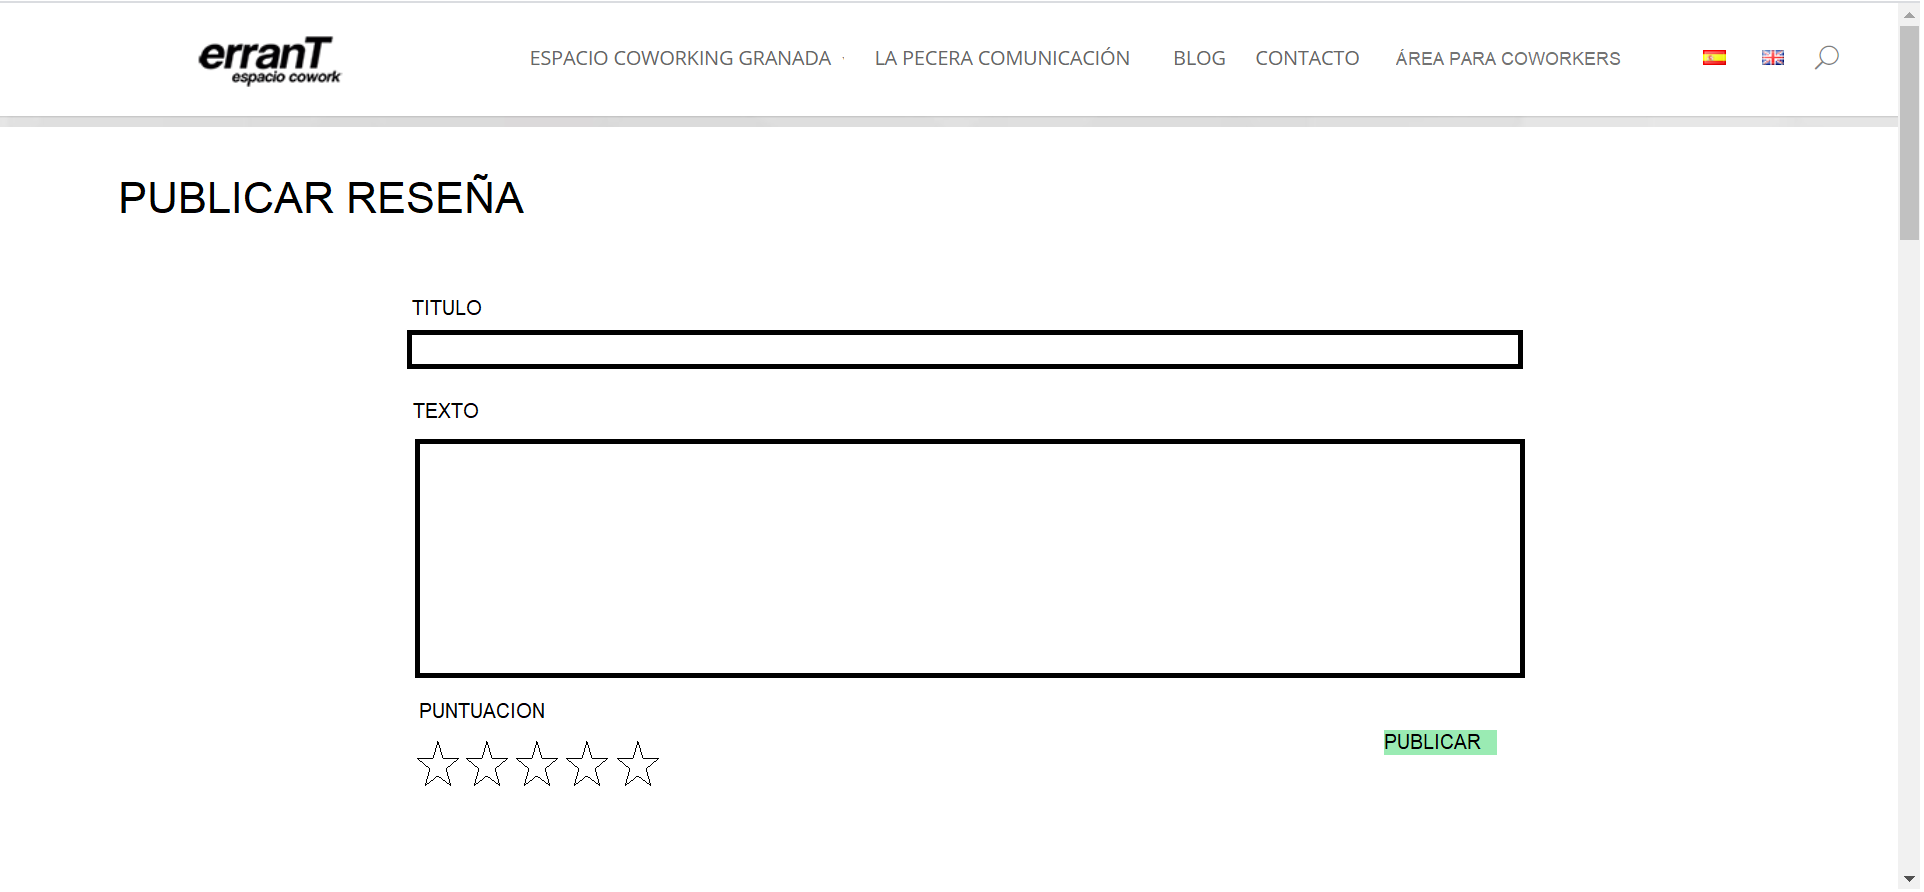 erranT
espacio cowork
ESPACIO COWORKING GRANADA
LA PECERA COMUNICACIÓN
BLOG
CONTACTO
ÁREA PARA COWORKERS
PUBLICAR RESEÑA
TITULO
TEXTO
PUNTUACION
PUBLICAR